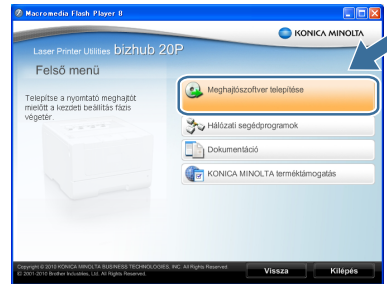 Macromedia Flash Player 8
KONICA MINOLTA
Laser Printer Utilities bizhub 20P
Felső menü
Telepítse a nyomtató meghajtót
mielőtt a kezdeti beállítás fázis
végetér.
Meghajtószoftver telepítése
Hálózati segédprogramok
Dokumentáció
KONICA MINOLTA terméktámogatás
Copyright © 2010 KONICA MINOLTA BUSINESS TECHNOLOGIES, INC. All Rights Reserved.
© 2001-2010 Brother Industries, Ltd. All Rights Reserved.
Vissza
Kilépés